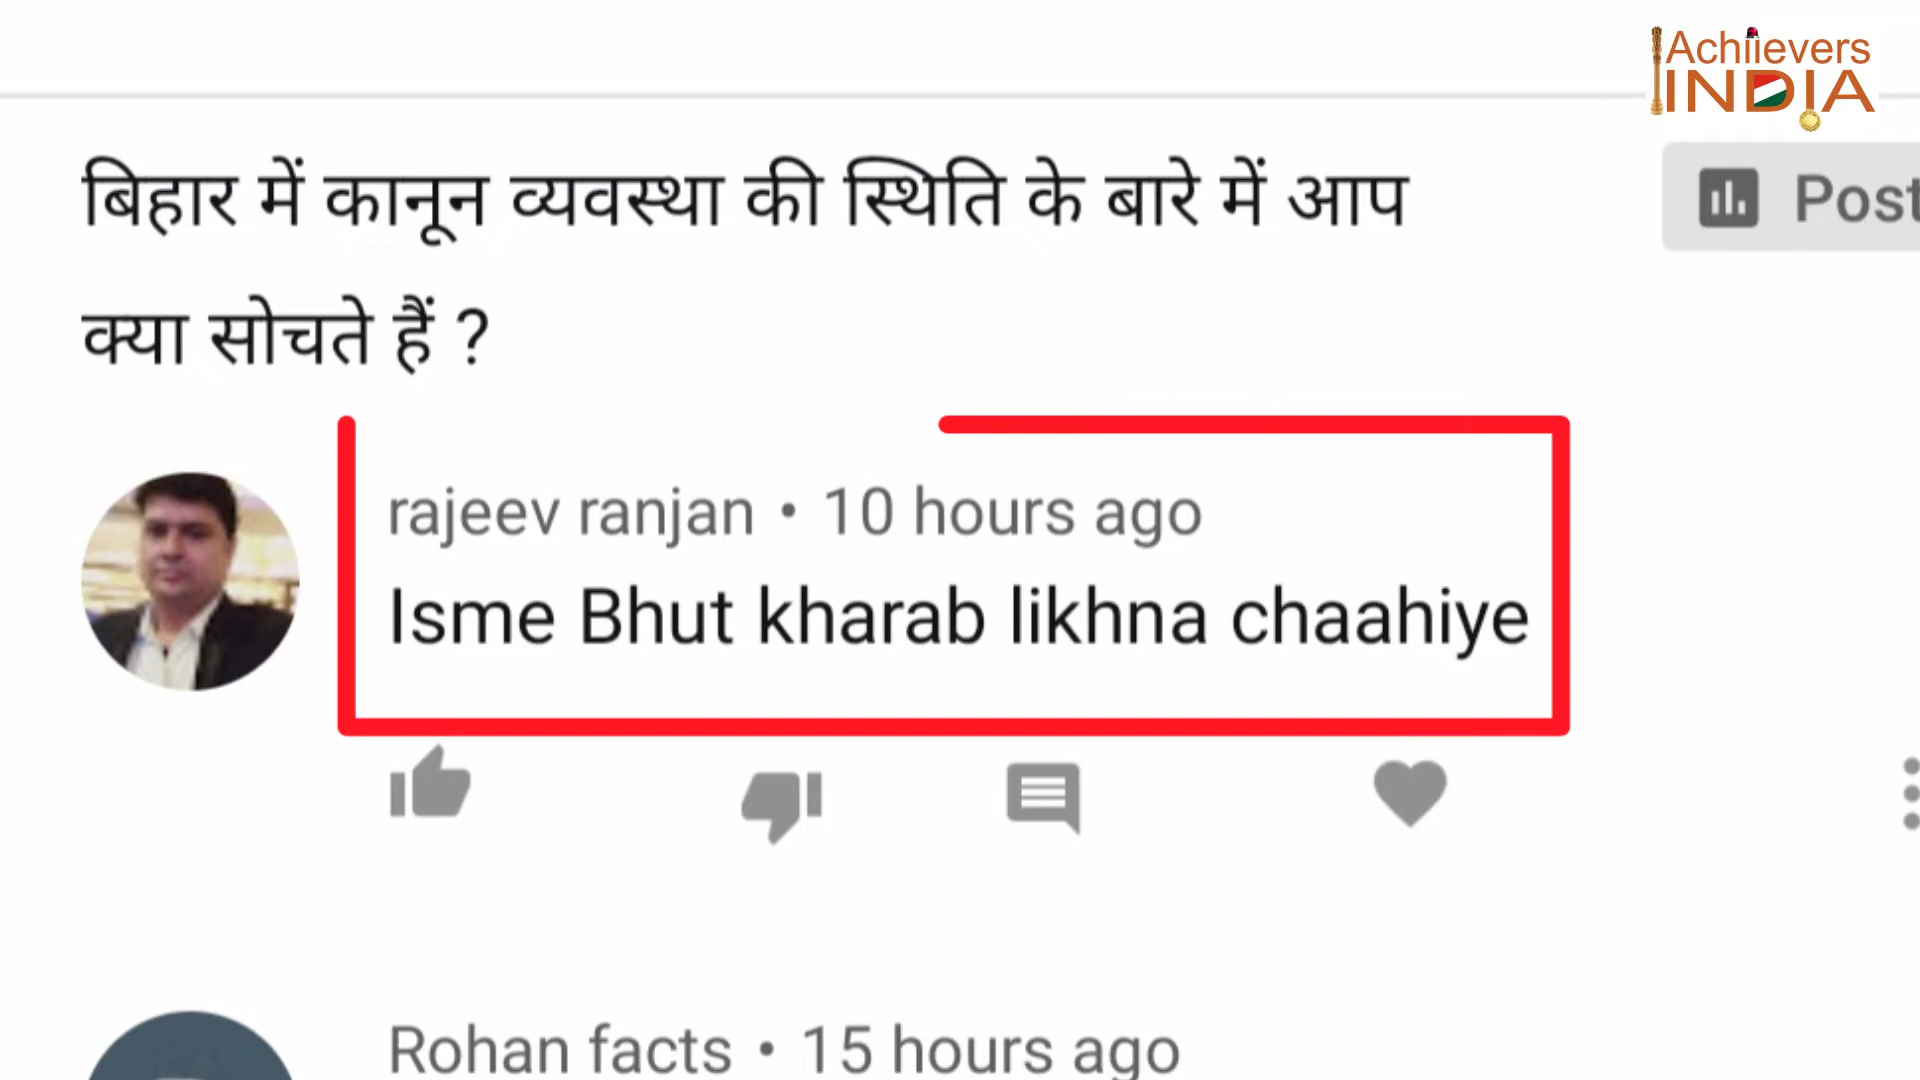 Achiievers
INDIA
बिहार में कानून व्यवस्था की स्थिति के बारे में आप
Post
क्या सोचते हैं ?
rajeev ranjan • 10 hours ago
Isme Bhut kharab likhna chaahiye
Rohan facts • 15 hours ago